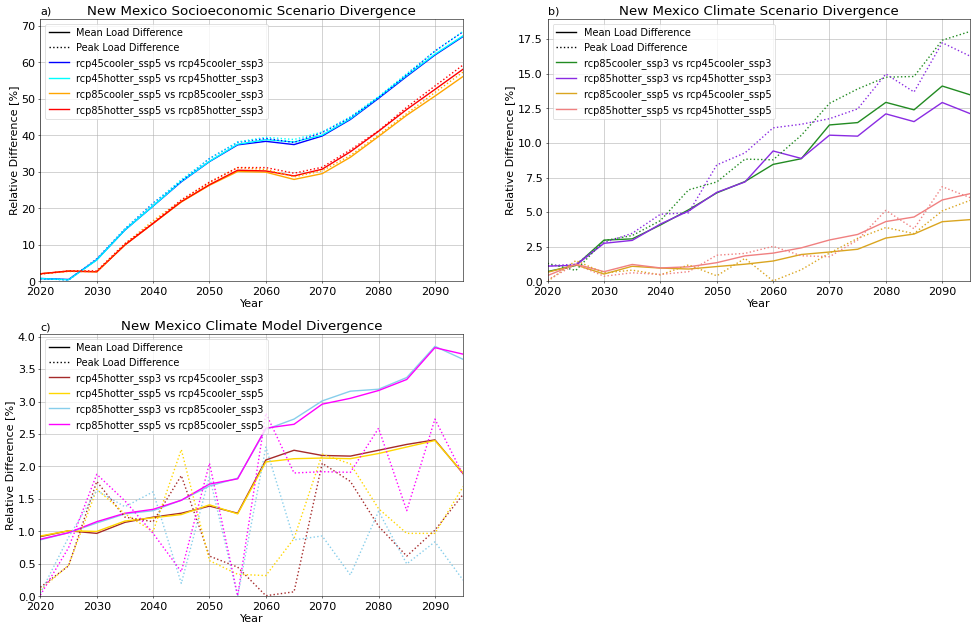 a)
New Mexico Socioeconomic Scenario Divergence
Relative Difference [%]
70
60
50
40
30
20
10
0
Mean Load Difference
Peak Load Difference
rcp45cooler_ssp5 vs rcp45cooler_ssp3
rcp45hotter_ssp5 vs rcp45hotter_ssp3
rcp85cooler_ssp5 vs rcp85cooler_ssp3
rcp85hotter_ssp5 vs rcp85hotter_ssp3
2020 2030 2040 2050 2060 2070 2080 2090
Year
b)
New Mexico Climate Scenario Divergence
Relative Difference [%]
17.5
15.0
12.5
10.0
7.5
5.0
2.5
0.0
Mean Load Difference
Peak Load Difference
rcp85cooler_ssp3 vs rcp45cooler_ssp3
rcp85hotter_ssp3 vs rcp45hotter_ssp3
rcp85cooler_ssp5 vs rcp45cooler_ssp5
rcp85hotter_ssp5 vs rcp45hotter_ssp5
2020 2030 2040 2050 2060 2070 2080 2090
Year
c)
New Mexico Climate Model Divergence
Relative Difference [%]
4.0
3.5
3.0
2.5
2.0
1.5
1.0
0.5
0.0
Mean Load Difference
Peak Load Difference
rcp45hotter_ssp3 vs rcp45cooler_ssp3
rcp45hotter_ssp5 vs rcp45cooler_ssp5
rcp85hotter_ssp3 vs rcp85cooler_ssp3
rcp85hotter_ssp5 vs rcp85cooler_ssp5
2020 2030 2040 2050 2060 2070 2080 2090
Year